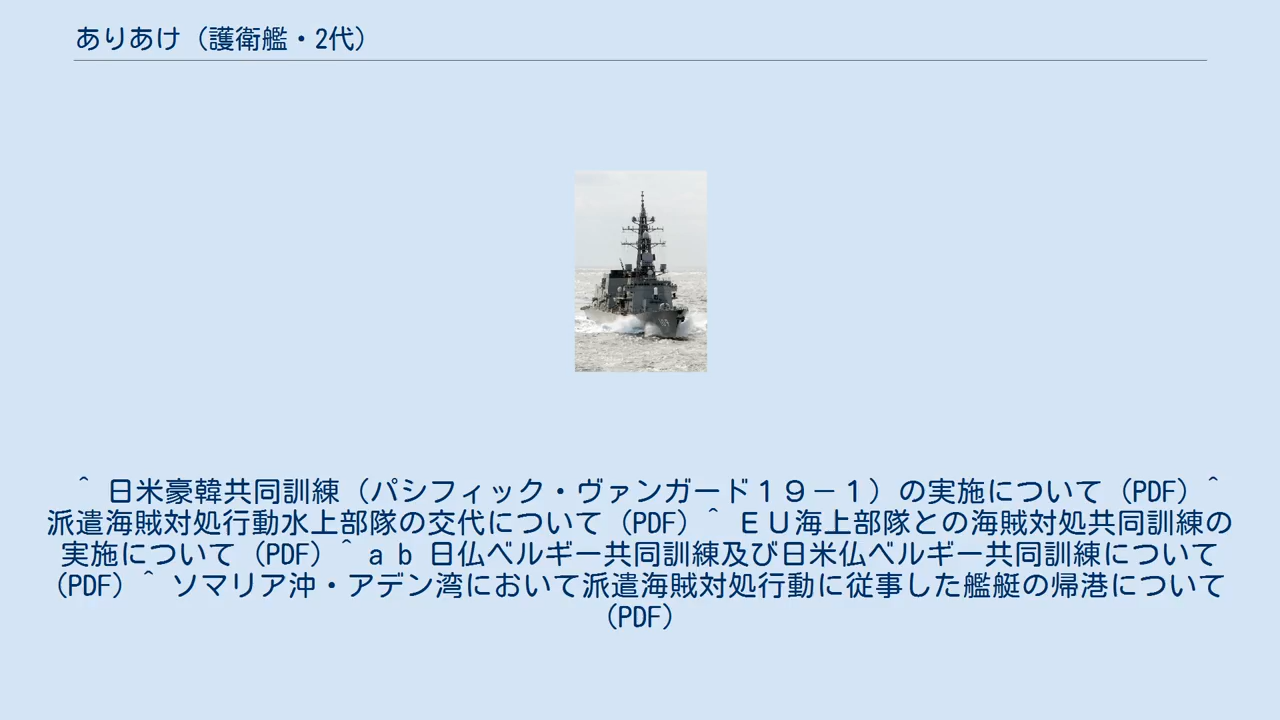 ありあけ（護衛艦・2代）
＾ 日米豪韓共同訓練（パシフィック・ヴァンガード１９－１）の実施について（PDF）＾
派遣海賊対処行動水上部隊の交代について（PDF）＾ ＥＵ海上部隊との海賊対処共同訓練の
実施について（PDF）＾ a b 日仏ベルギー共同訓練及び日米仏ベルギー共同訓練について
（PDF）＾ ソマリア沖・アデン湾において派遣海賊対処行動に従事した艦艇の帰港について
（PDF）